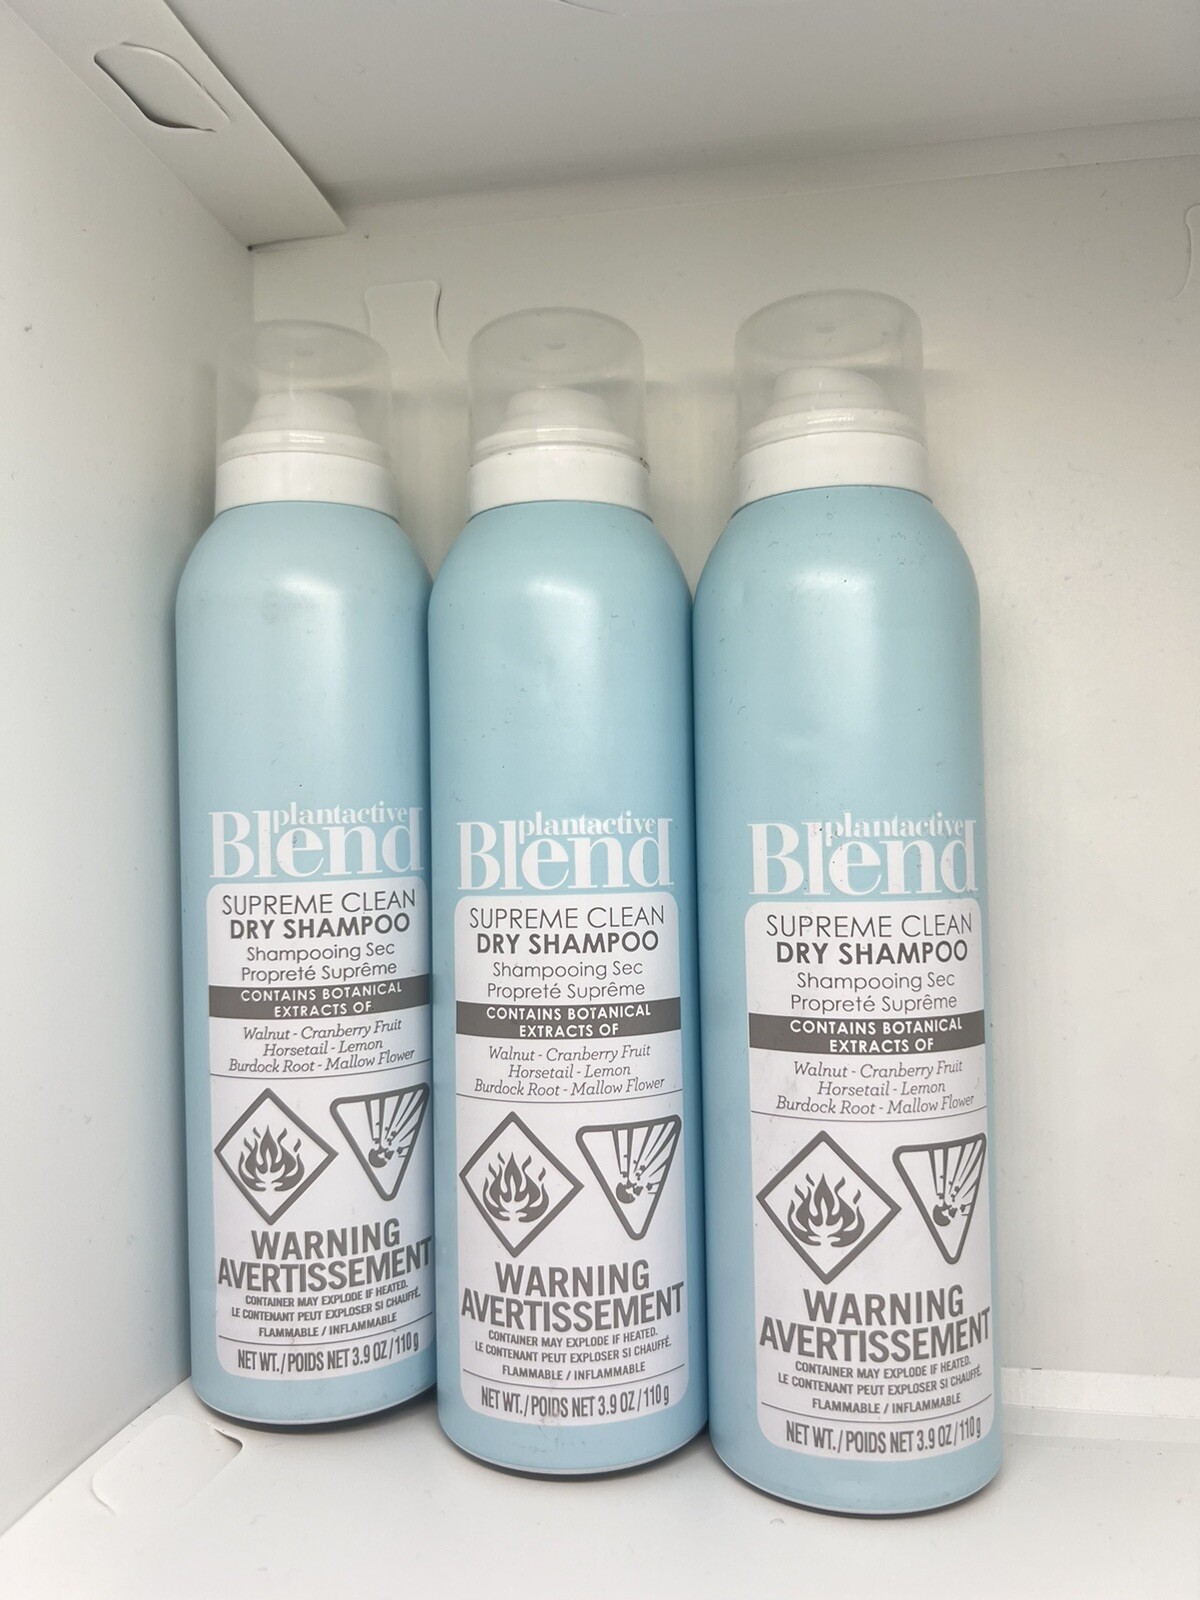 plantactive
Blend
SUPREME CLEAN
DRY SHAMPOO
Shampooing Sec
Propreté Suprême
CONTAINS BOTANICAL
EXTRACTS OF
Walnut - Cranberry Fruit
Horsetail - Lemon
Burdock Root - Mallow Flower
WARNING
AVERTISSEMENT
CONTAINER MAY EXPLODE IF HEATED.
LE CONTENANT PEUT EXPLOSER SI CHAUFFÉ.
FLAMMABLE / INFLAMMABLE
NET WT./POIDS NET 3.9 OZ/110 g
plantactive
Blend
SUPREME CLEAN
DRY SHAMPOO
Shampooing Sec
Propreté Suprême
CONTAINS BOTANICAL
EXTRACTS OF
Walnut - Cranberry Fruit
Horsetail - Lemon
Burdock Root - Mallow Flower
WARNING
AVERTISSEMENT
CONTAINER MAY EXPLODE IF HEATED.
LE CONTENANT PEUT EXPLOSER SI CHAUFFÉ.
FLAMMABLE / INFLAMMABLE
NET WT./POIDS NET 3.9 OZ/110 g
plantactive
Blend
SUPREME CLEAN
DRY SHAMPOO
Shampooing Sec
Propreté Suprême
CONTAINS BOTANICAL
EXTRACTS OF
Walnut - Cranberry Fruit
Horsetail - Lemon
Burdock Root - Mallow Flower
WARNING
AVERTISSEMENT
CONTAINER MAY EXPLODE IF HEATED.
LE CONTENANT PEUT EXPLOSER SI CHAUFFÉ.
FLAMMABLE / INFLAMMABLE
NET WT./POIDS NET 3.9 OZ/110 g